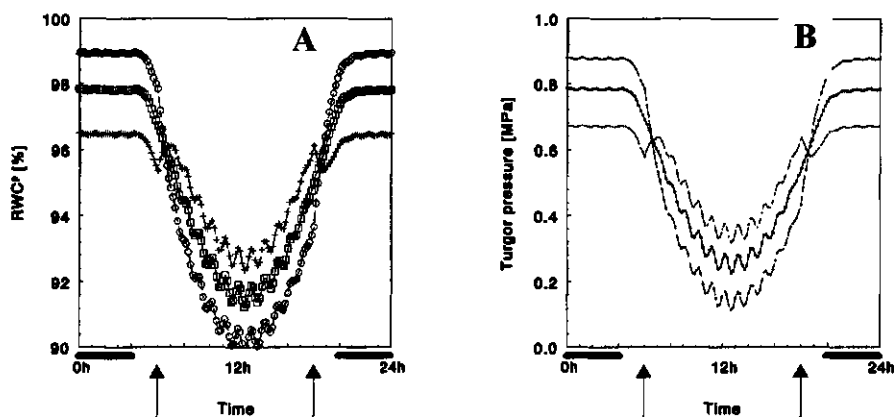 100
98
96
94
92
90
RWCᵖ [%]
A
0h
12h
24h
Time
1.0
0.8
0.6
0.4
0.2
0.0
Turgor pressure [MPa]
B
0h
12h
24h
Time